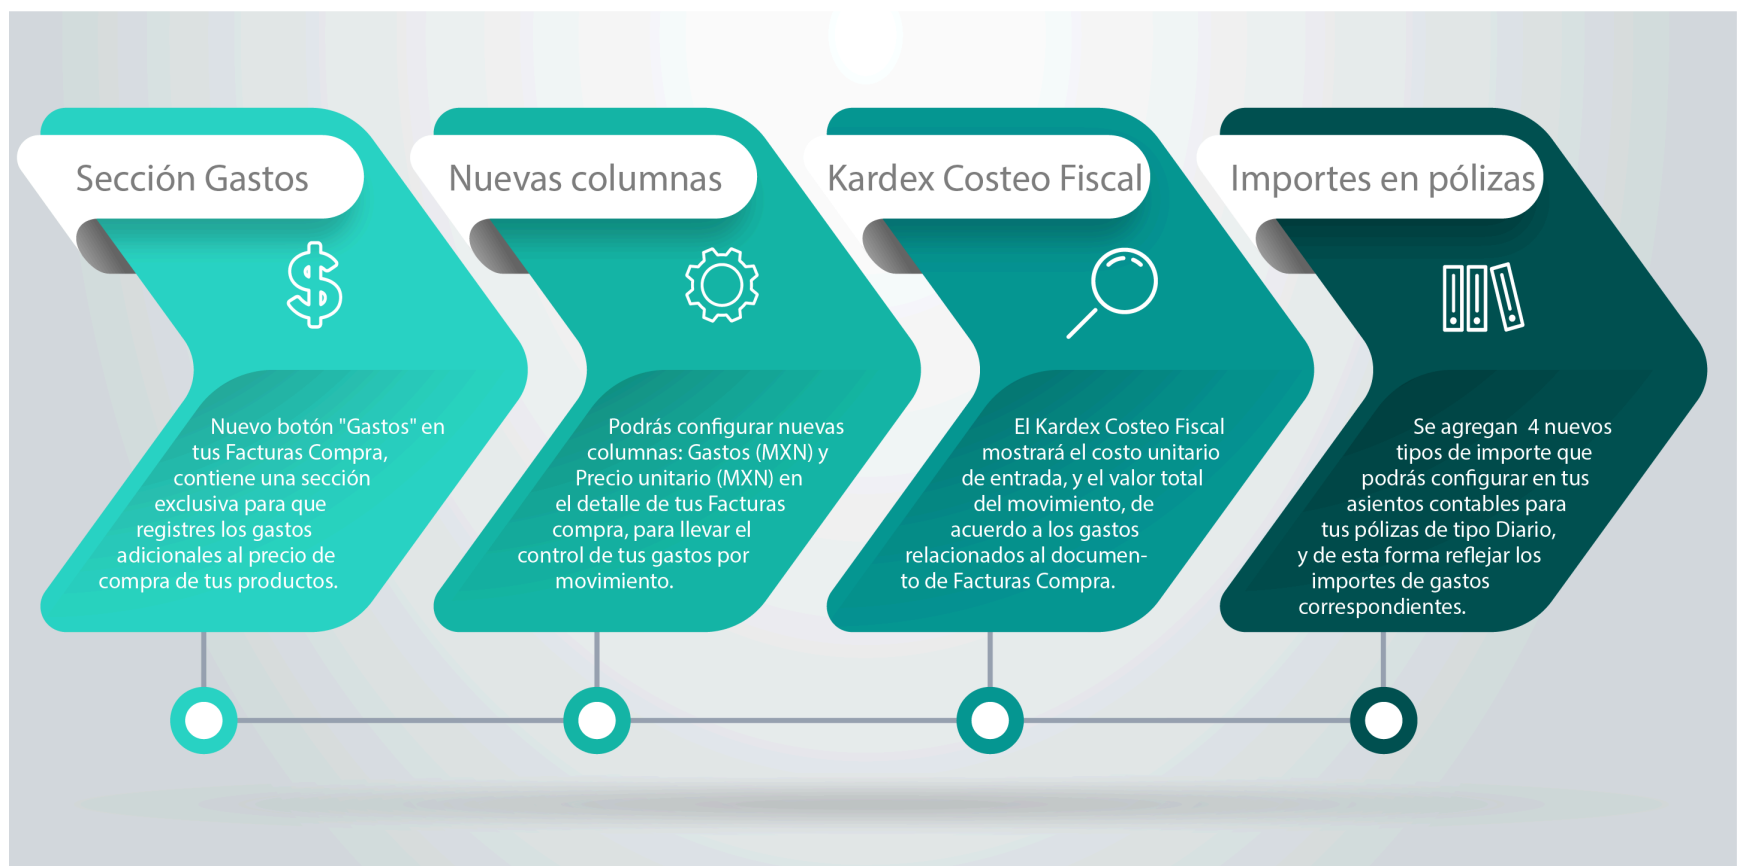 Sección Gastos
Nuevo botón "Gastos" en
tus Facturas Compra,
contiene una sección
exclusiva para que
registres los gastos
adicionales al precio de
compra de tus productos.
Nuevas columnas
Podrás configurar nuevas
columnas: Gastos (MXN) y
Precio unitario (MXN) en
el detalle de tus Facturas
compra, para llevar el
control de tus gastos por
movimiento.
Kardex Costeo Fiscal
El Kardex Costeo Fiscal
mostrará el costo unitario
de entrada, y el valor total
del movimiento, de
acuerdo a los gastos
relacionados al documen-
to de Facturas Compra.
Importes en pólizas
Se agregan  4 nuevos
tipos de importe que
podrás configurar en tus
asientos contables para
tus pólizas de tipo Diario,
y de esta forma reflejar los
importes de gastos
correspondientes.